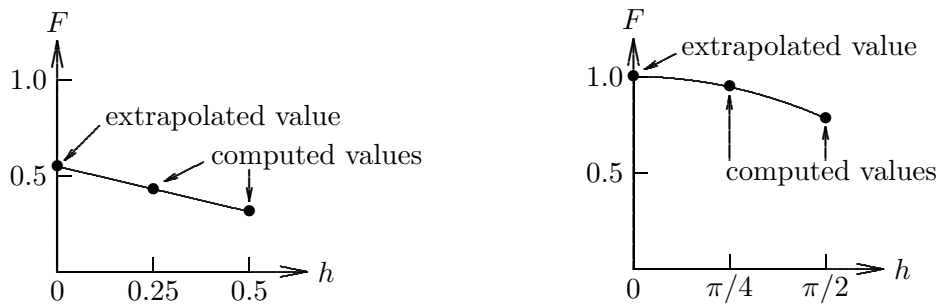 F
1.0
extrapolated value
computed values
0.5
0
0.25
0.5
h
F
extrapolated value
1.0
0.5
computed values
0
π/4
π/2
h